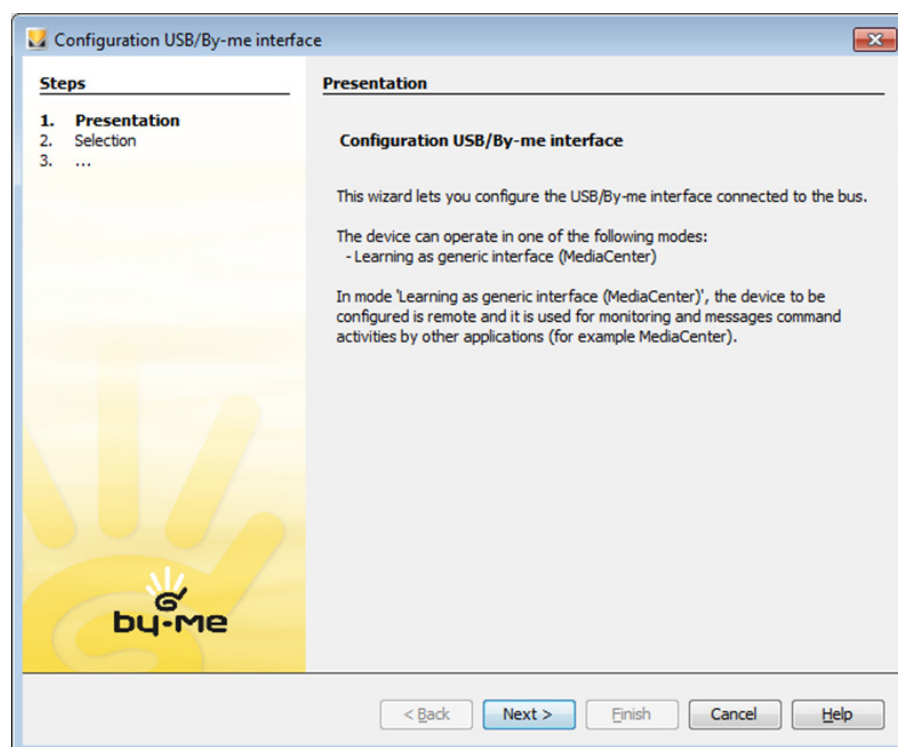 Configuration USB/By-me interface
Steps
1. Presentation
2. Selection
3. ...
by-me
Presentation
Configuration USB/By-me interface
This wizard lets you configure the USB/By-me interface connected to the bus.
The device can operate in one of the following modes:
- Learning as generic interface (MediaCenter)
In mode 'Learning as generic interface (MediaCenter)', the device to be
configured is remote and it is used for monitoring and messages command
activities by other applications (for example MediaCenter).
< Back Next > Finish Cancel Help